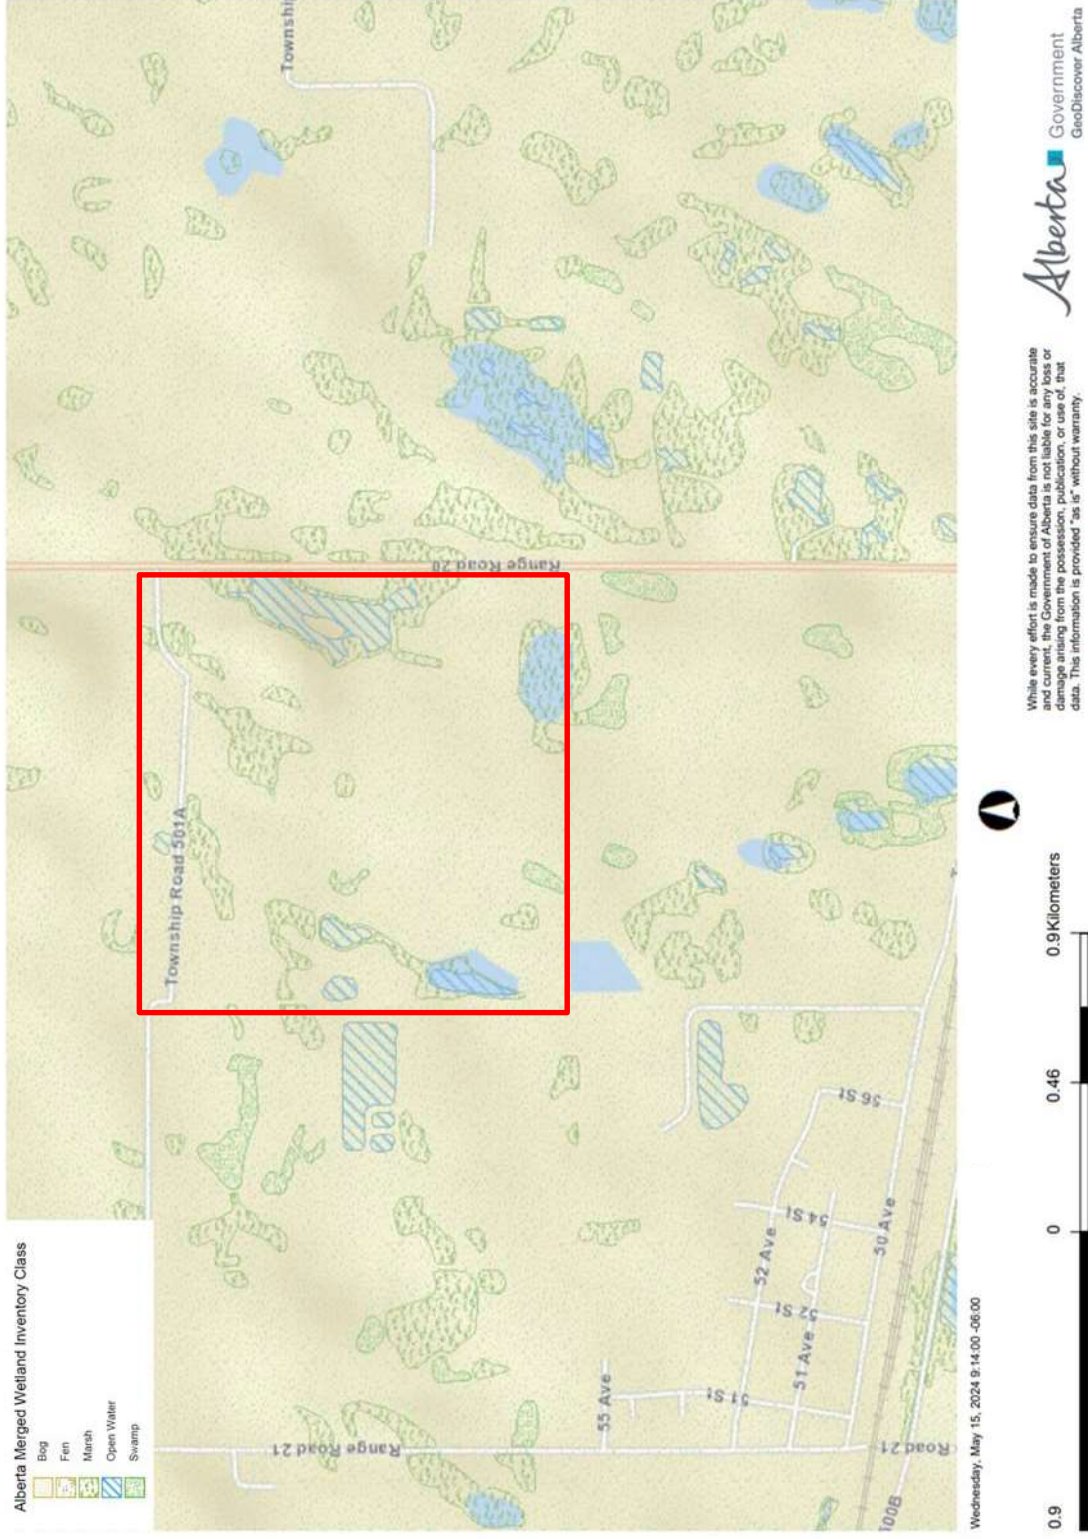 Alberta Merged Wetland Inventory Class
Bog
Fen
Marsh
Open Water
Swamp
Township Road 501A
Townshi
Range Road 20
Range Road 21
Road 21
55 Ave
52 Ave
51 Ave
50 Ave
51 St
52 St
54 St
56 St
100B
Wednesday, May 15, 2024 9:14:00 -06:00
0.9
0
0.46
0.9Kilometers
While every effort is made to ensure data from this site is accurate
and current, the Government of Alberta is not liable for any loss or
damage arising from the possession, publication, or use of, that
data. This information is provided "as is" without warranty.
Alberta Government
GeoDiscover Alberta